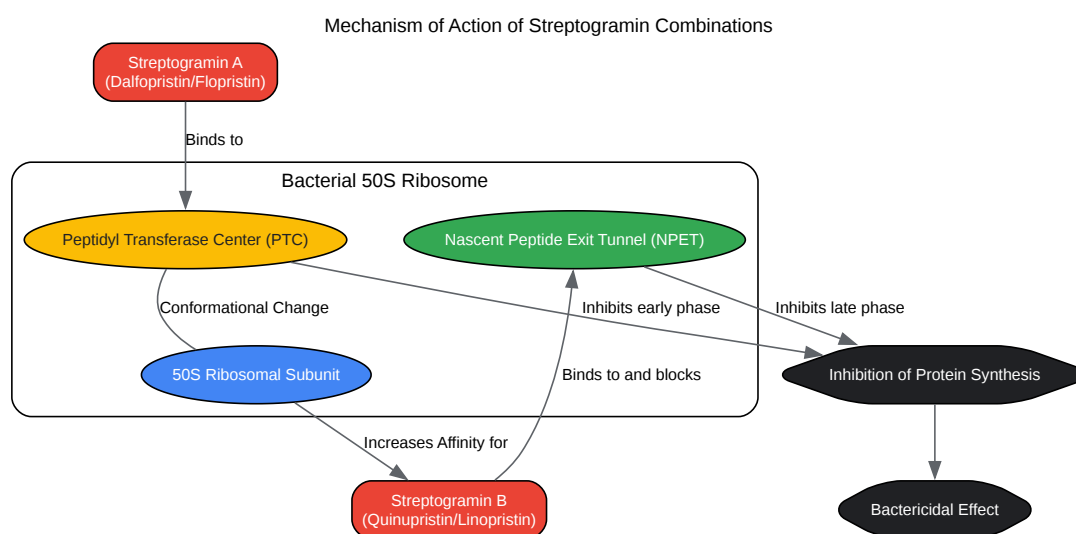 Mechanism of Action of Streptogramin Combinations
Streptogramin A
(Dalfopristin/Flopristin)
Binds to
Bacterial 50S Ribosome
Peptidyl Transferase Center (PTC)
Nascent Peptide Exit Tunnel (NPET)
Conformational Change
Inhibits early phase
Inhibits late phase
50S Ribosomal Subunit
Binds to and blocks
Inhibition of Protein Synthesis
Increases Affinity for
Streptogramin B
(Quinupristin/Linopristin)
Bactericidal Effect